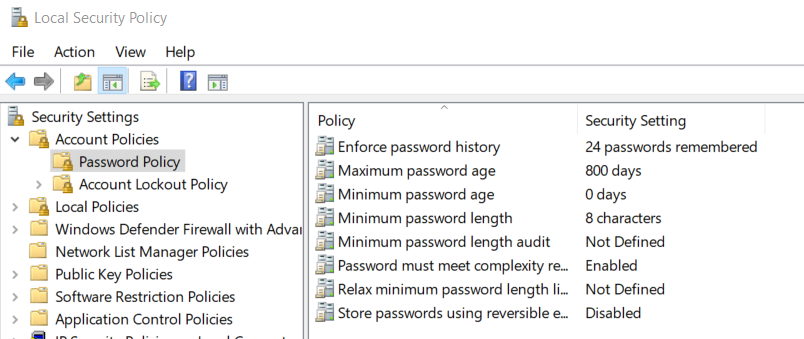 Local Security Policy
File Action View Help
Security Settings
Account Policies
Password Policy
Account Lockout Policy
Local Policies
Windows Defender Firewall with Adva
Network List Manager Policies
Public Key Policies
Software Restriction Policies
Application Control Policies
Policy Security Setting
Enforce password history 24 passwords remembered
Maximum password age 800 days
Minimum password age 0 days
Minimum password length 8 characters
Minimum password length audit Not Defined
Password must meet complexity re... Enabled
Relax minimum password length li... Not Defined
Store passwords using reversible e... Disabled